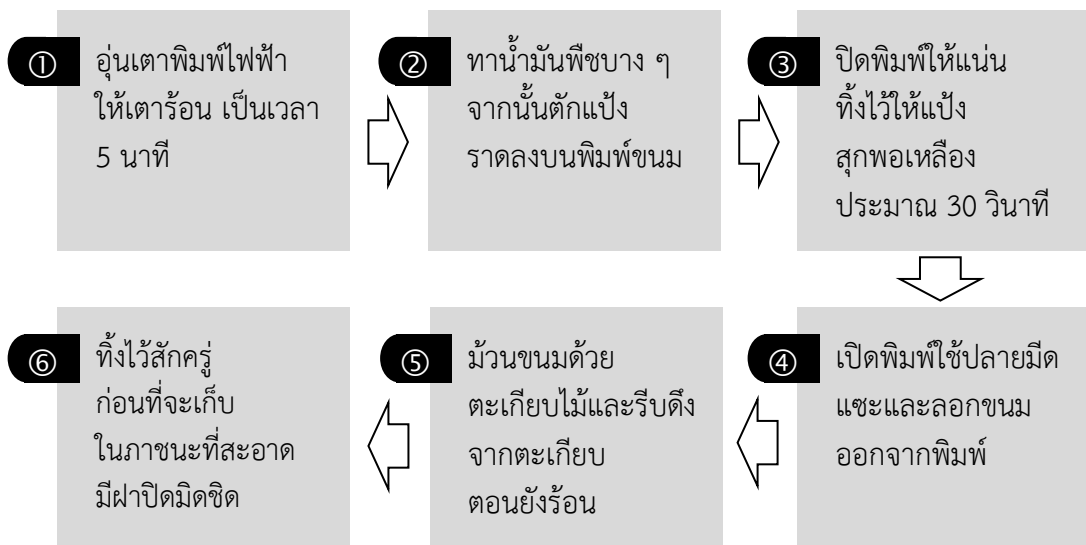 ①
อุ่นเตาพิมพ์ไฟฟ้า
ให้เตาร้อน เป็นเวลา
5 นาที
②
ทาน้ำมันพืชบาง ๆ
จากนั้นตักแป้ง
ราดลงบนพิมพ์ขนม
③
ปิดพิมพ์ให้แน่น
ทิ้งไว้ให้แป้ง
สุกพอเหลือง
ประมาณ 30 วินาที
④
เปิดพิมพ์ใช้ปลายมีด
แซะและลอกขนม
ออกจากพิมพ์
⑤
ม้วนขนมด้วย
ตะเกียบไม้และรีบดึง
จากตะเกียบ
ตอนยังร้อน
⑥
ทิ้งไว้สักครู่
ก่อนที่จะเก็บ
ในภาชนะที่สะอาด
มีฝาปิดมิดชิด